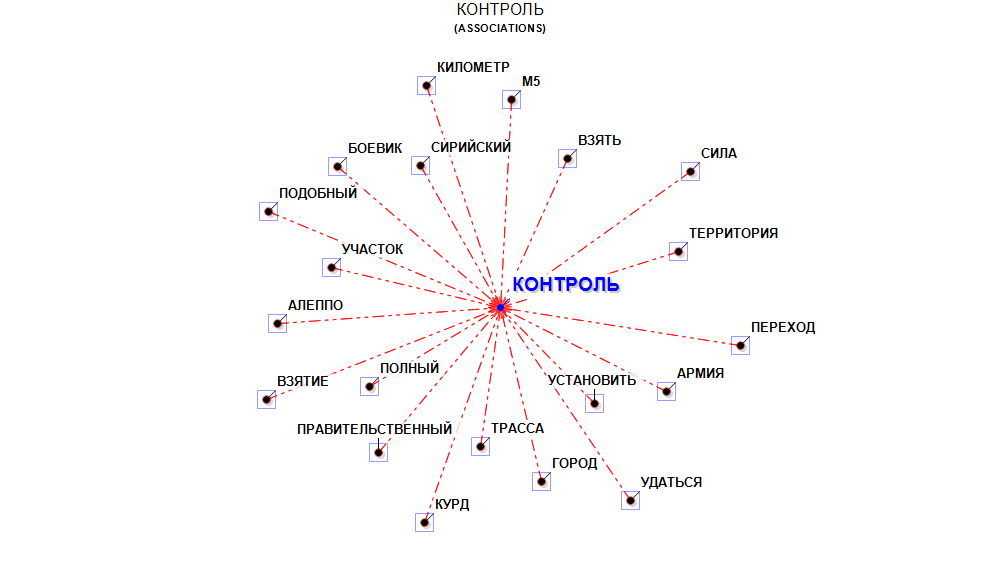 КОНТРОЛЬ
(ASSOCIATIONS)
КИЛОМЕТР
М5
ВЗЯТЬ
БОЕВИК
СИРИЙСКИЙ
СИЛА
ПОДОБНЫЙ
ТЕРРИТОРИЯ
УЧАСТОК
КОНТРОЛЬ
АЛЕППО
ПЕРЕХОД
ПОЛНЫЙ
АРМИЯ
ВЗЯТИЕ
УСТАНОВИТЬ
ПРАВИТЕЛЬСТВЕННЫЙ
ТРАССА
ГОРОД
УДАТЬСЯ
КУРД